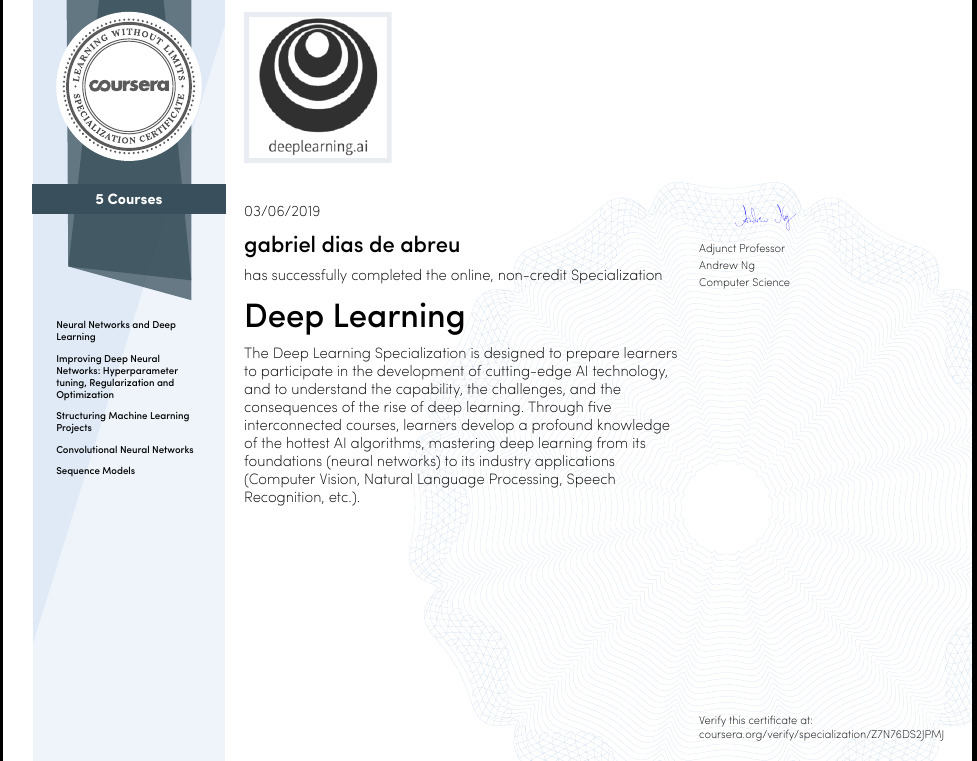 LEARNING WITHOUT LIMITS
coursera
SPECIALIZATION CERTIFICATE
5 Courses
Neural Networks and Deep
Learning
Improving Deep Neural
Networks: Hyperparameter
tuning, Regularization and
Optimization
Structuring Machine Learning
Projects
Convolutional Neural Networks
Sequence Models
deeplearning.ai
03/06/2019
gabriel dias de abreu
has successfully completed the online, non-credit Specialization
Deep Learning
The Deep Learning Specialization is designed to prepare learners
to participate in the development of cutting-edge AI technology,
and to understand the capability, the challenges, and the
consequences of the rise of deep learning. Through five
interconnected courses, learners develop a profound knowledge
of the hottest AI algorithms, mastering deep learning from its
foundations (neural networks) to its industry applications
(Computer Vision, Natural Language Processing, Speech
Recognition, etc.).
Andrew Ng
Adjunct Professor
Andrew Ng
Computer Science
Verify this certificate at:
coursera.org/verify/specialization/Z7N76DS2JPMJ